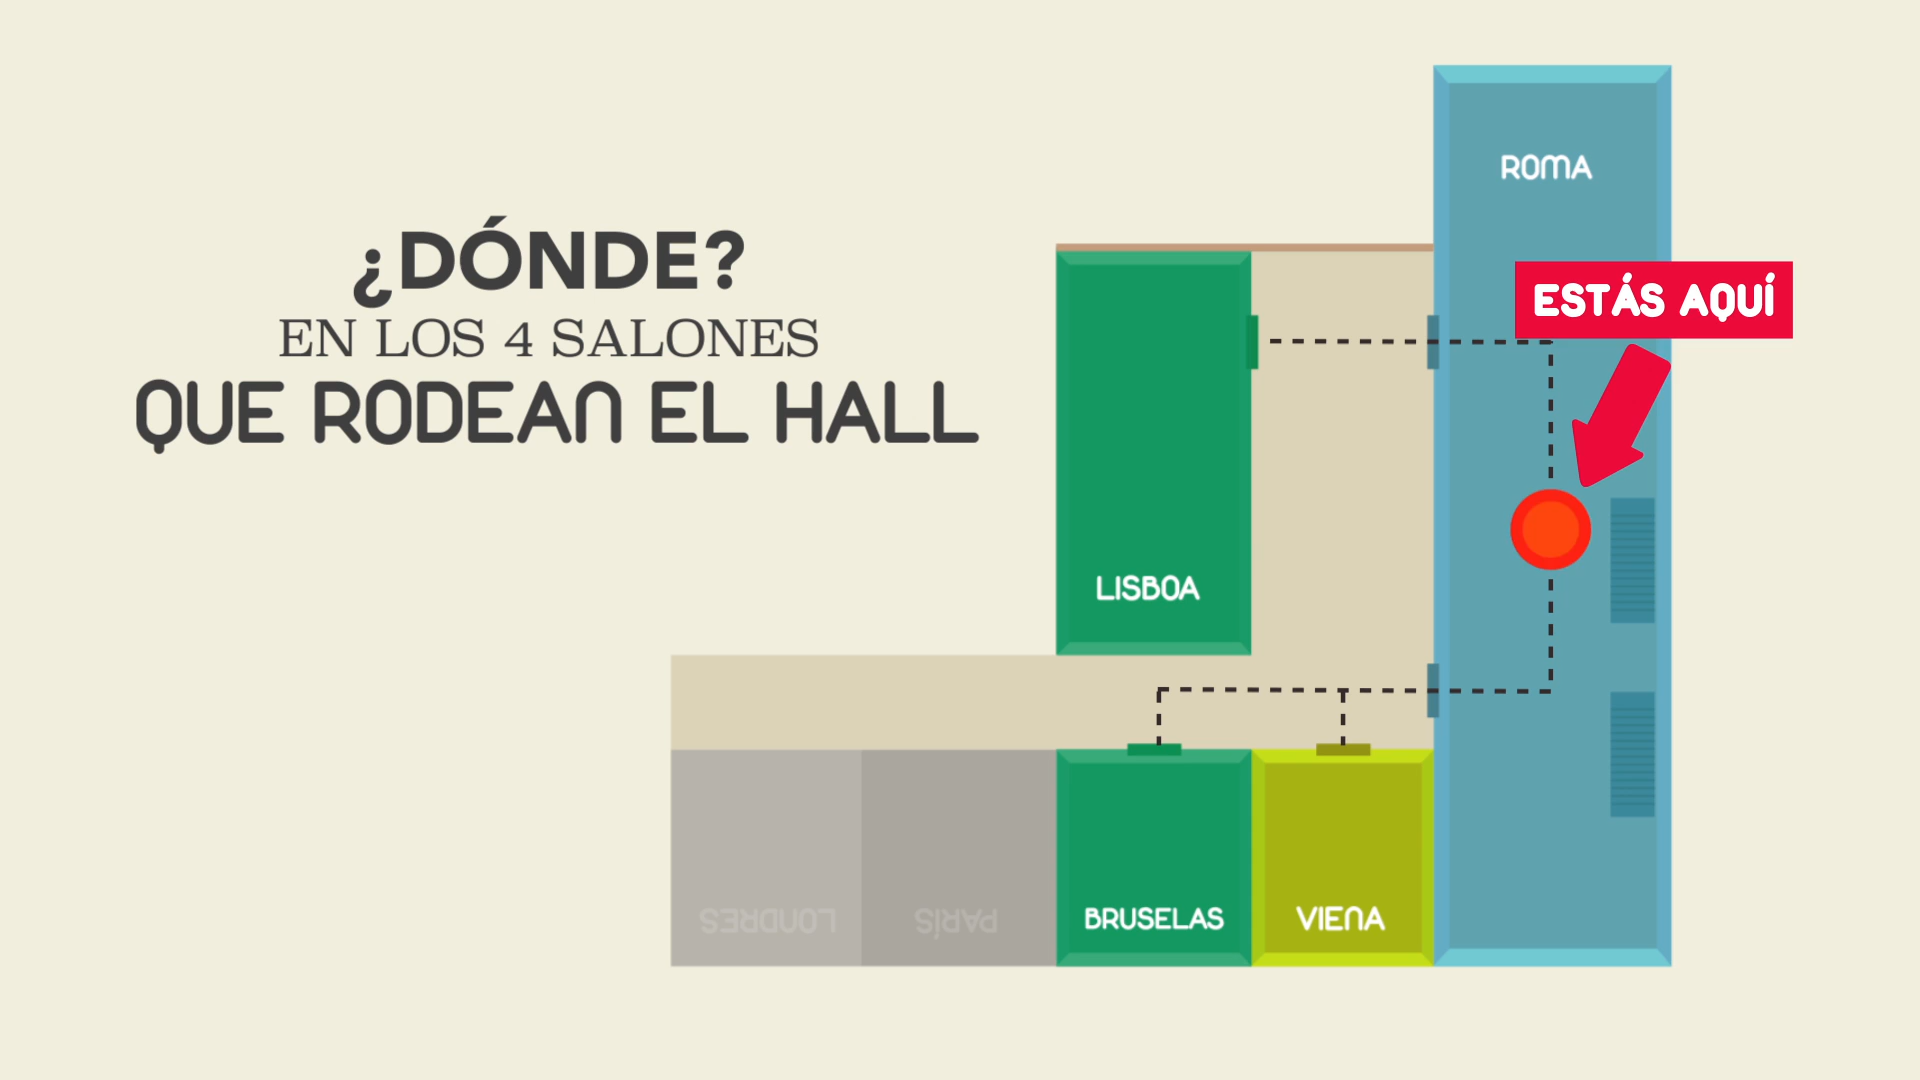 ¿DÓNDE?
EN LOS 4 SALONES
QUE RODEAN EL HALL
ROMA
ESTÁS AQUÍ
LISBOA
LONDRES
PARÍS
BRUSELAS
VIENA